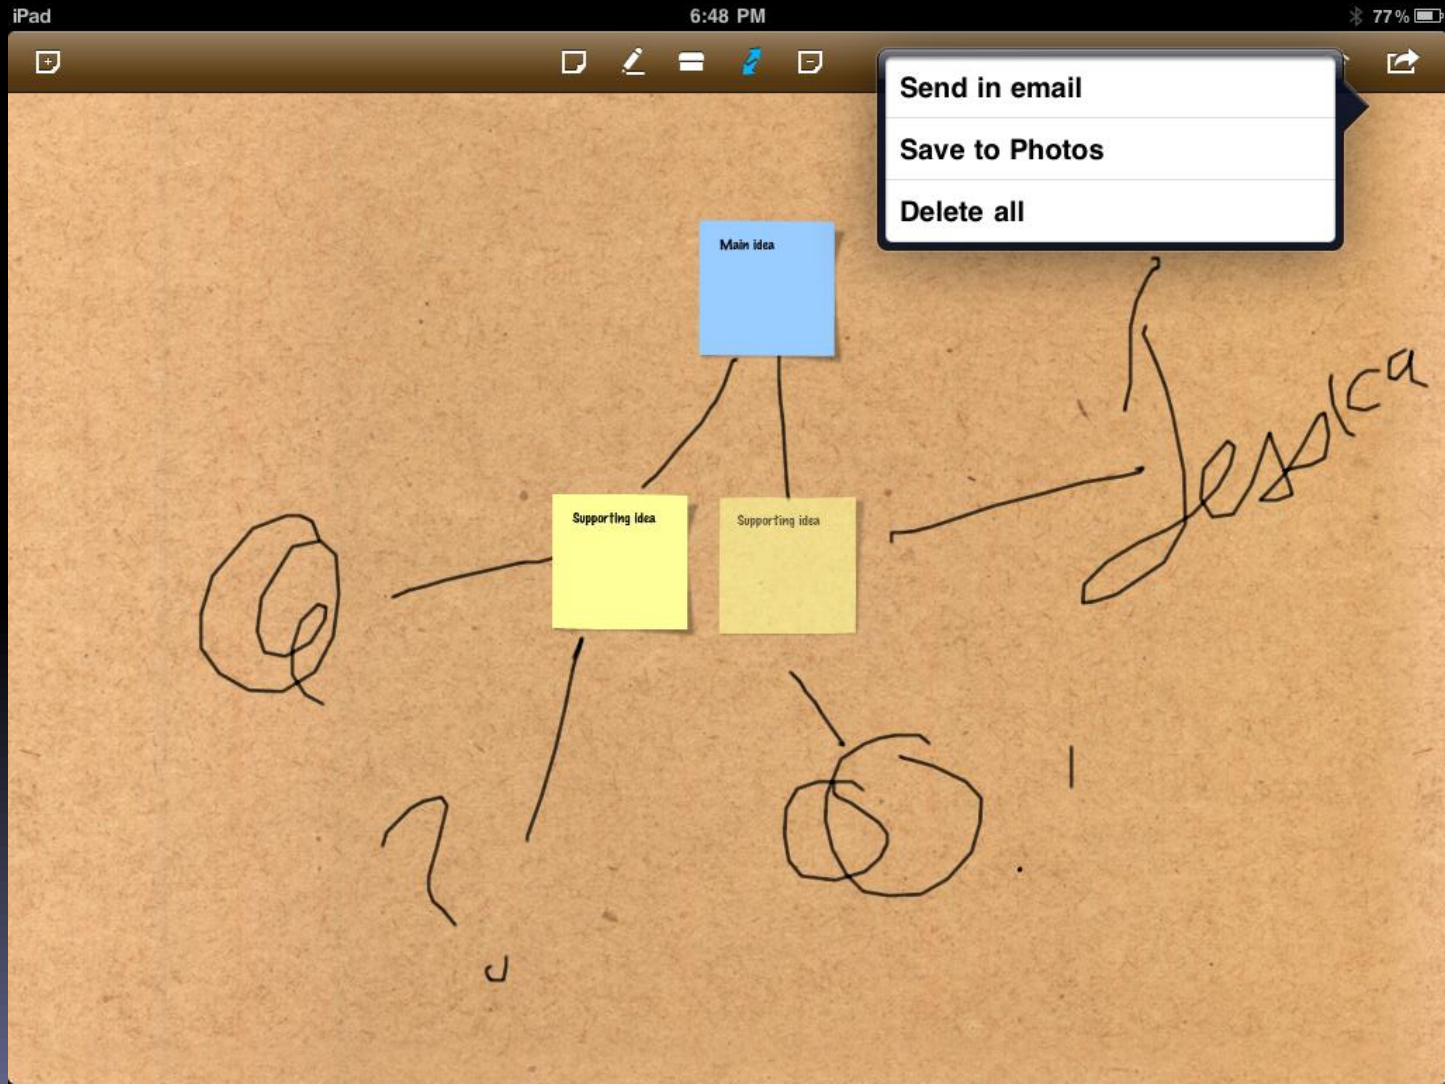 iPad 6:48 PM 77%
Send in email
Save to Photos
Delete all
Main idea
Jessica
Supporting idea Supporting idea
?